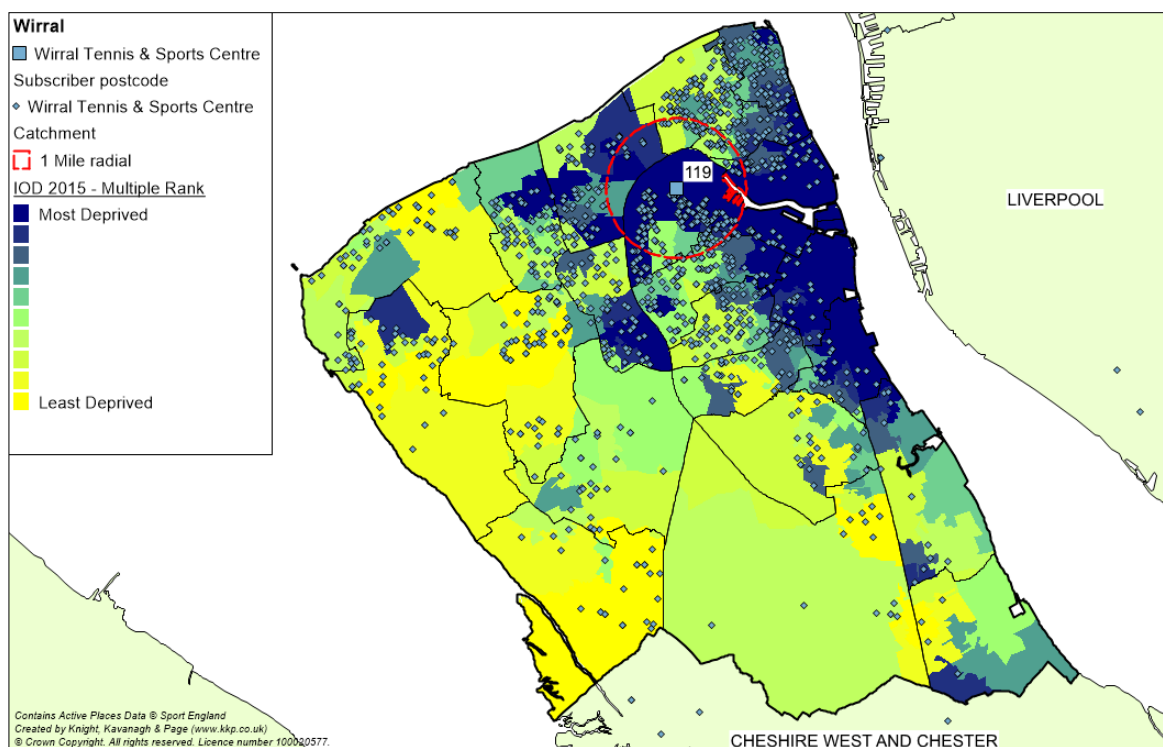 Wirral
Wirral Tennis & Sports Centre
Subscriber postcode
Wirral Tennis & Sports Centre
Catchment
1 Mile radial
IOD 2015 - Multiple Rank
Most Deprived
Least Deprived
119
LIVERPOOL
Contains Active Places Data © Sport England
Created by Knight, Kavanagh & Page (www.kkp.co.uk)
© Crown Copyright. All rights reserved. Licence number 100020577.
CHESHIRE WEST AND CHESTER